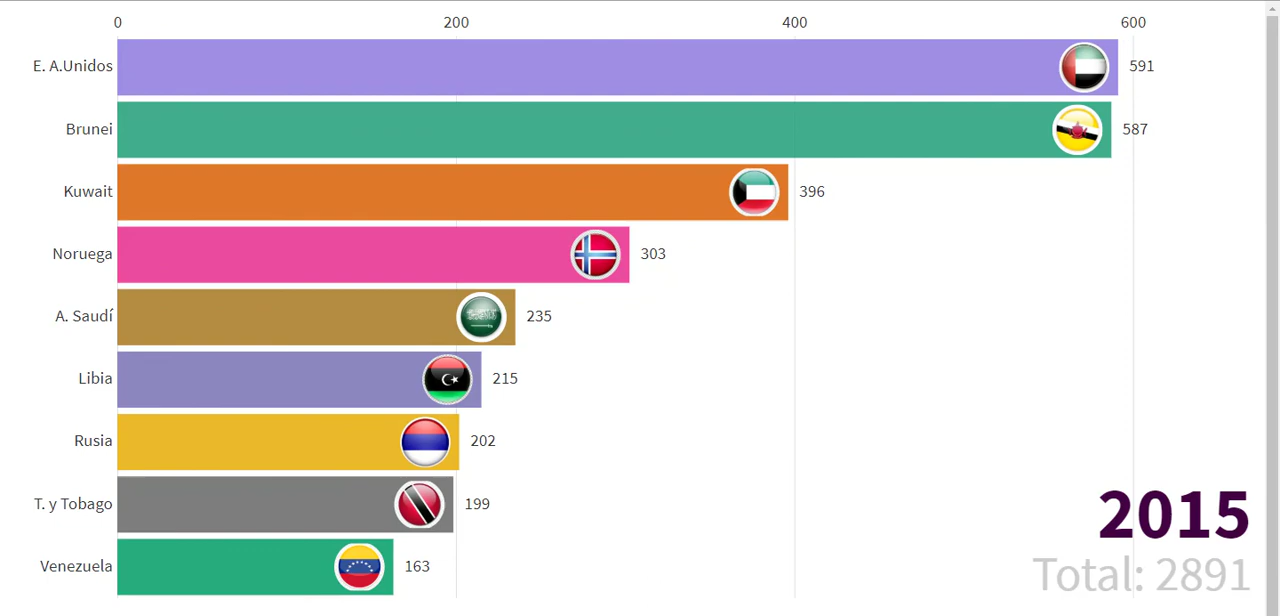 0 200 400 600
E. A.Unidos 591
Brunei 587
Kuwait 396
Noruega 303
A. Saudí 235
Libia 215
Rusia 202
T. y Tobago 199
Venezuela 163
2015
Total: 2891